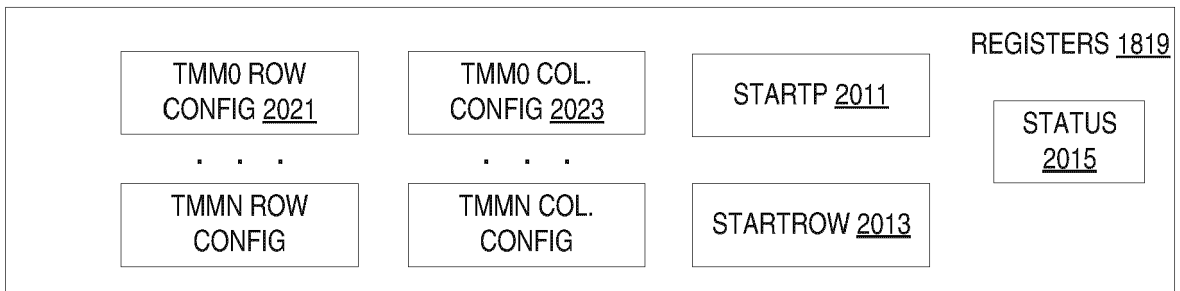 REGISTERS 1819
TMM0 ROW
CONFIG 2021
TMM0 COL.
CONFIG 2023
STARTP 2011
STATUS
2015
. . .
. . .
TMMN ROW
CONFIG
TMMN COL.
CONFIG
STARTROW 2013